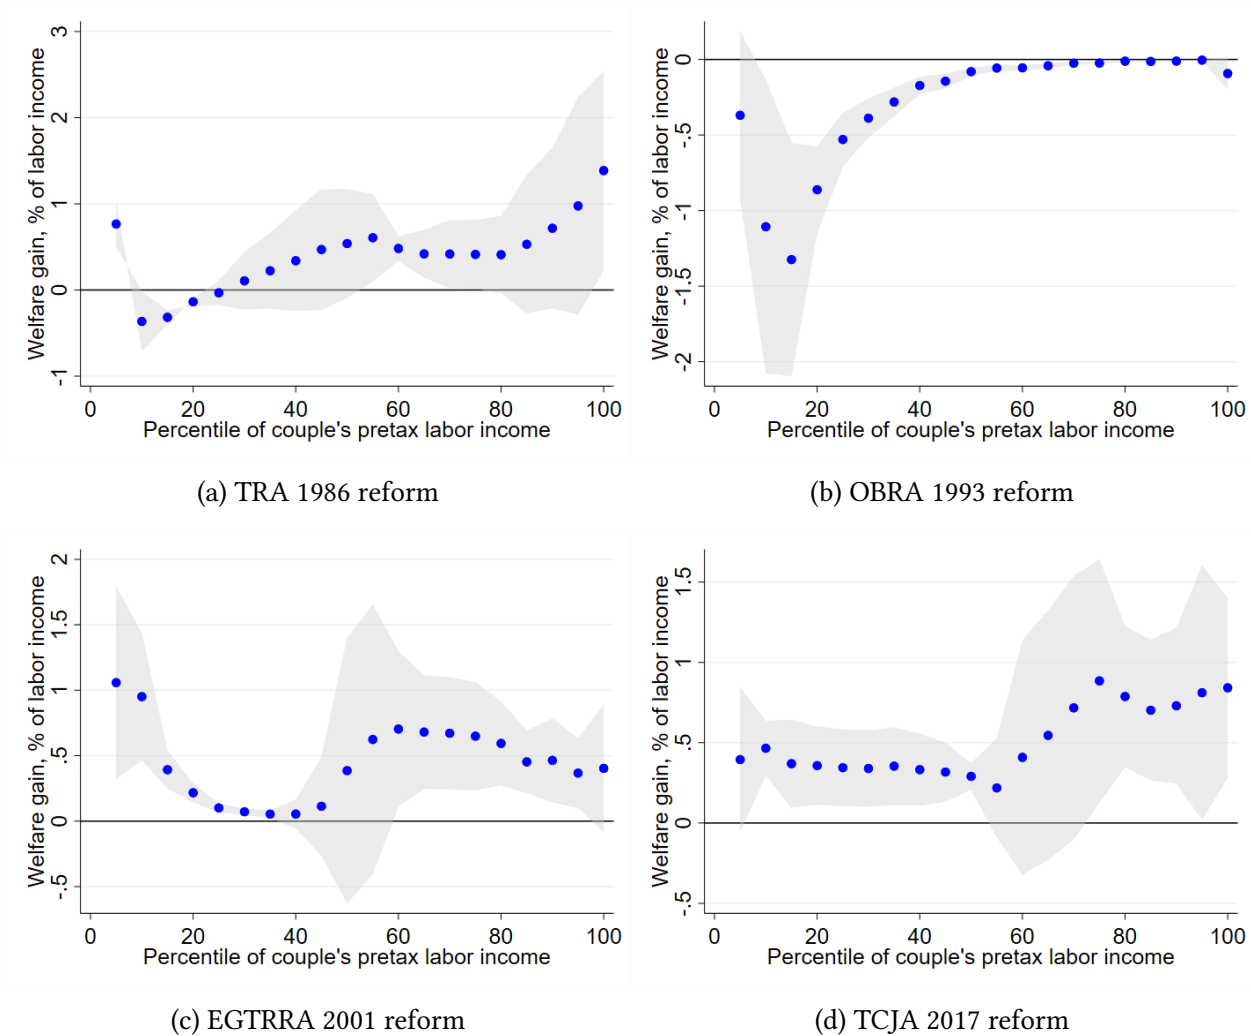 Welfare gain, % of labor income
3
2
1
0
-1
0 20 40 60 80 100
Percentile of couple's pretax labor income
(a) TRA 1986 reform
Welfare gain, % of labor income
0
-.5
-1
-1.5
-2
0 20 40 60 80 100
Percentile of couple's pretax labor income
(b) OBRA 1993 reform
Welfare gain, % of labor income
2
1.5
1
.5
0
-.5
0 20 40 60 80 100
Percentile of couple's pretax labor income
(c) EGTRRA 2001 reform
Welfare gain, % of labor income
1.5
1
.5
0
-.5
0 20 40 60 80 100
Percentile of couple's pretax labor income
(d) TCJA 2017 reform